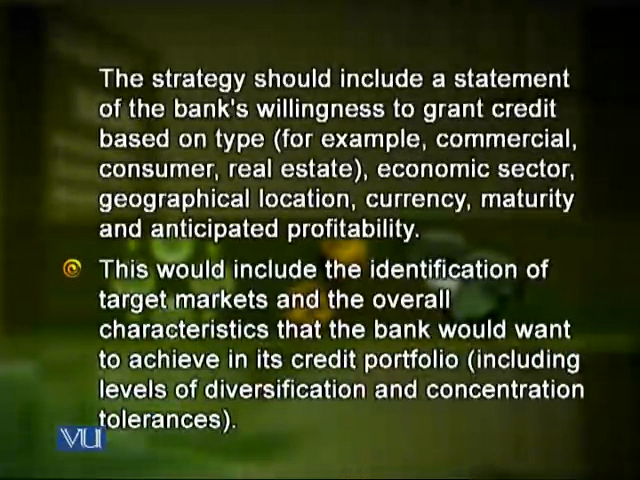 The strategy should include a statement
of the bank's willingness to grant credit
based on type (for example, commercial,
consumer, real estate), economic sector,
geographical location, currency, maturity
and anticipated profitability.
This would include the identification of
target markets and the overall
characteristics that the bank would want
to achieve in its credit portfolio (including
levels of diversification and concentration
tolerances).
VU